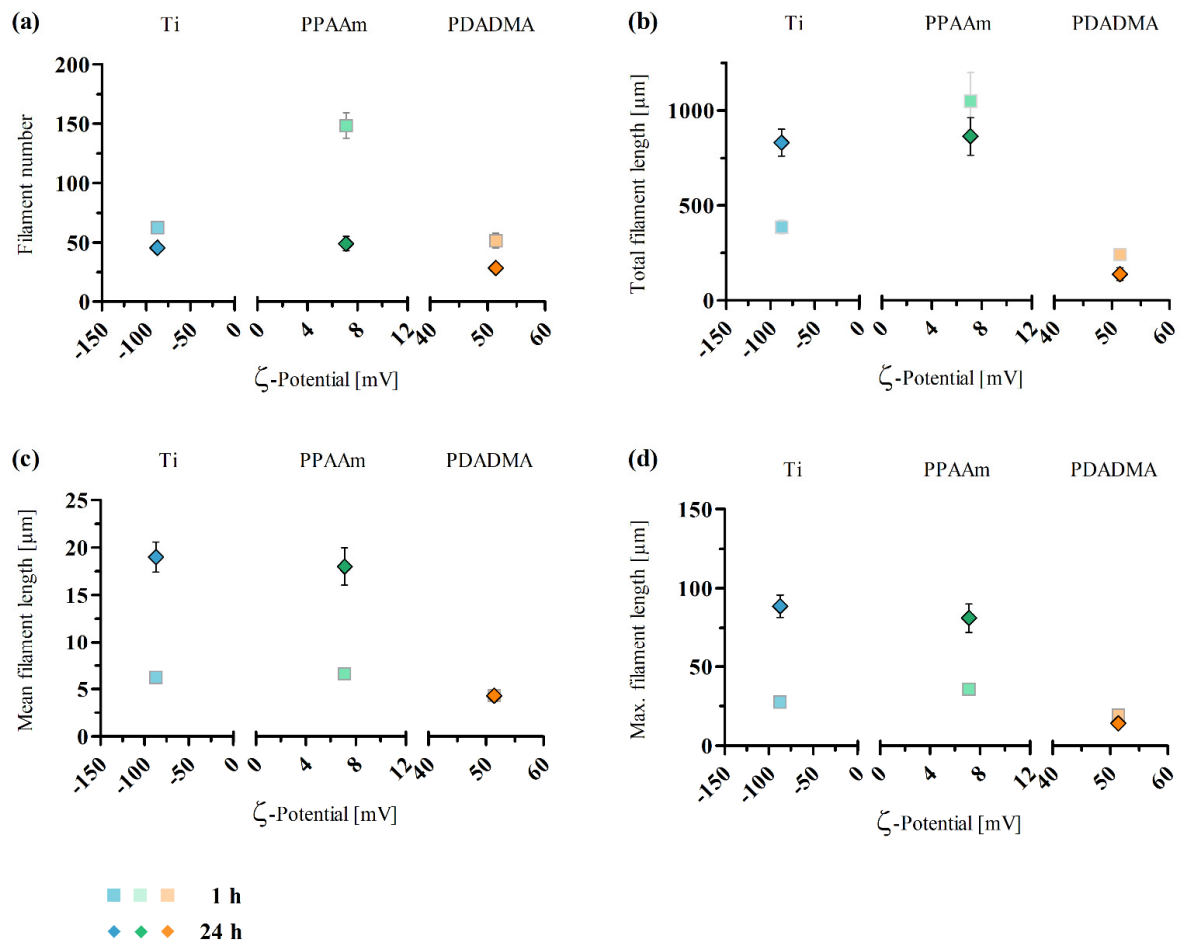 (a)
Ti PPAAm PDADMA
Filament number
200
150
100
50
0
-150 -100 -50 0 0 4 8 12 40 50 60
ζ-Potential [mV]
(b)
Ti PPAAm PDADMA
Total filament length [µm]
1000
500
0
-150 -100 -50 0 0 4 8 12 40 50 60
ζ-Potential [mV]
(c)
Ti PPAAm PDADMA
Mean filament length [µm]
25
20
15
10
5
0
-150 -100 -50 0 0 4 8 12 40 50 60
ζ-Potential [mV]
(d)
Ti PPAAm PDADMA
Max. filament length [µm]
150
100
50
0
-150 -100 -50 0 0 4 8 12 40 50 60
ζ-Potential [mV]
1 h
24 h